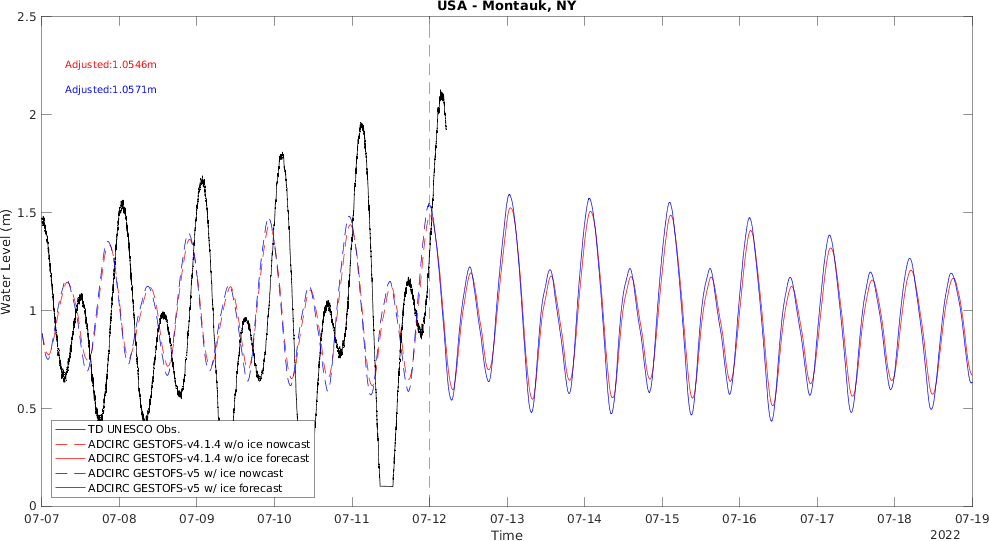 USA - Montauk, NY
2.5
Adjusted:1.0546m
Adjusted:1.0571m
2
1.5
Water Level (m)
1
0.5
TD UNESCO Obs.
ADCIRC GESTOFS-v4.1.4 w/o ice nowcast
ADCIRC GESTOFS-v4.1.4 w/o ice forecast
ADCIRC GESTOFS-v5 w/ ice nowcast
ADCIRC GESTOFS-v5 w/ ice forecast
0
07-07 07-08 07-09 07-10 07-11 07-12 07-13 07-14 07-15 07-16 07-17 07-18 07-19
Time
2022